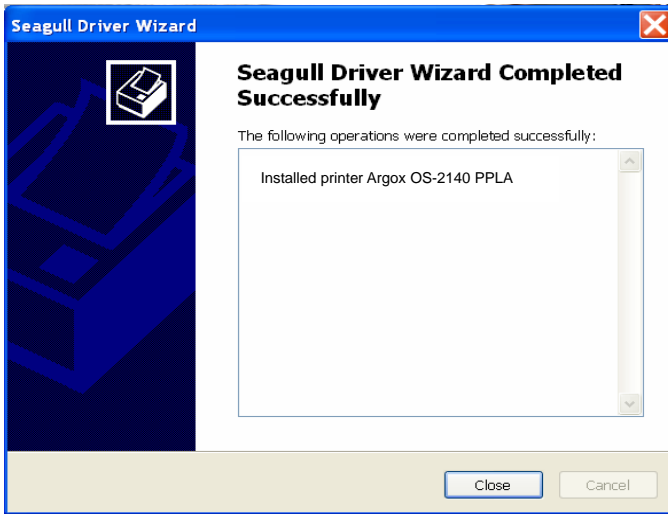 Seagull Driver Wizard
Seagull Driver Wizard Completed
Successfully
The following operations were completed successfully:
Installed printer Argox OS-2140 PPLA
Close
Cancel